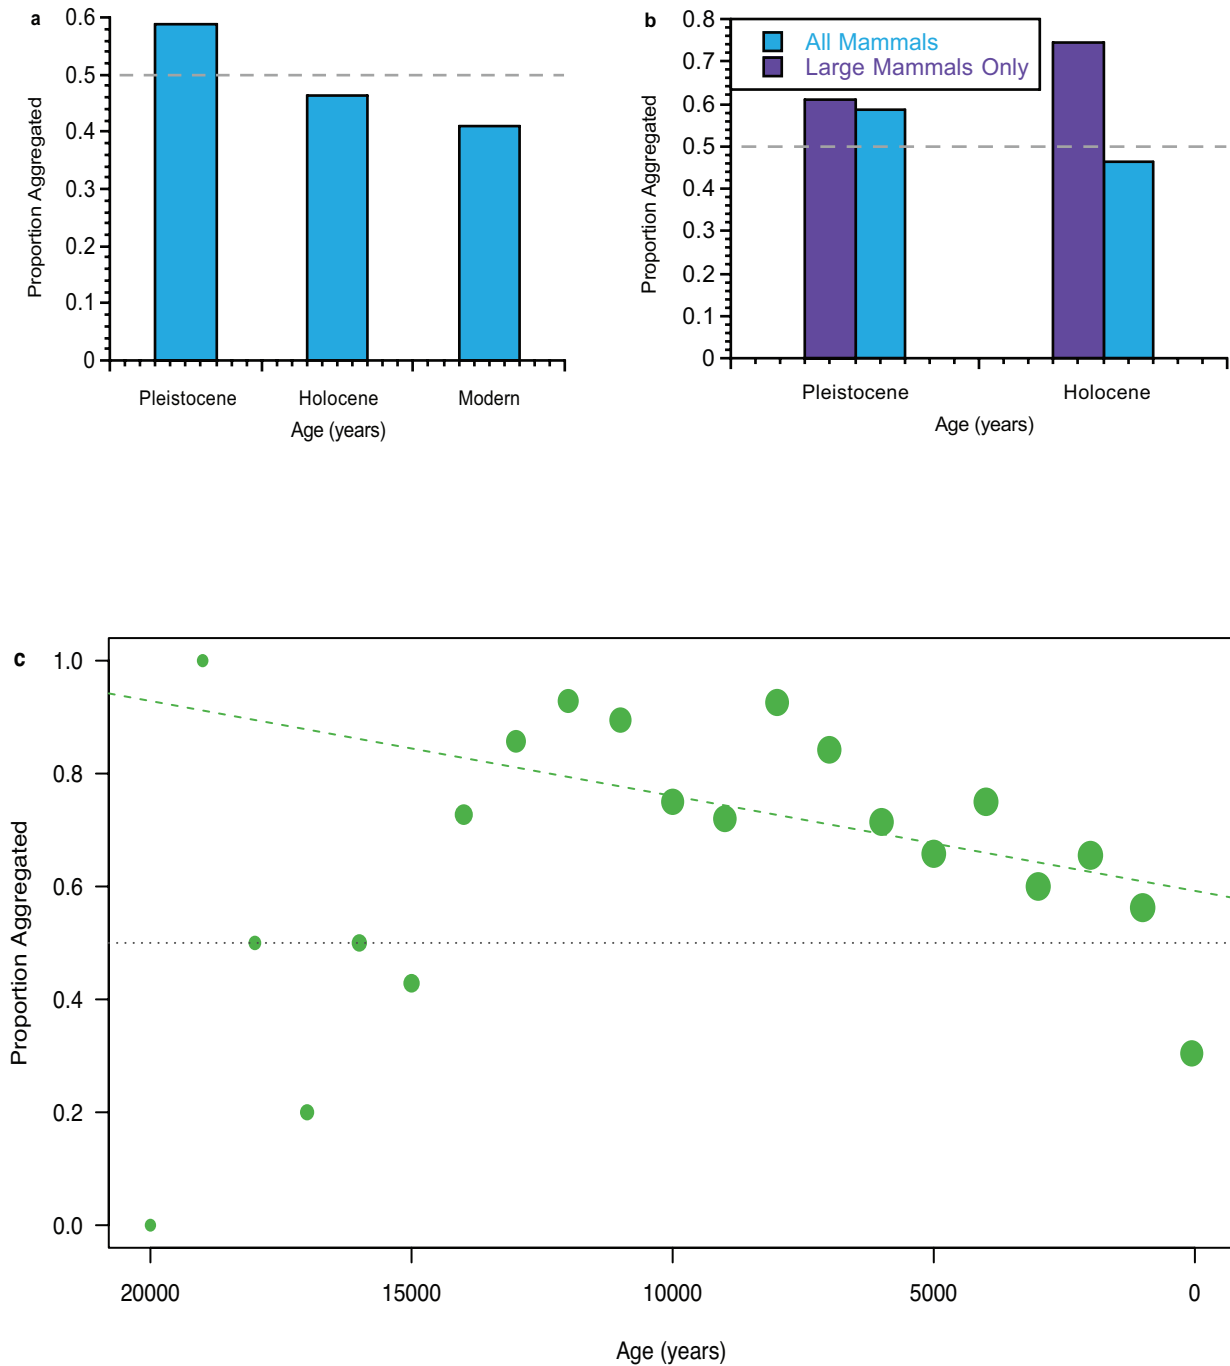 a
0.6
0.5
0.4
0.3
0.2
0.1
0
Proportion Aggregated
Pleistocene Holocene Modern
Age (years)
b
0.8
0.7
0.6
0.5
0.4
0.3
0.2
0.1
0
Proportion Aggregated
All Mammals
Large Mammals Only
Pleistocene Holocene
Age (years)
c
1.0
0.8
0.6
0.4
0.2
0.0
Proportion Aggregated
20000 15000 10000 5000 0
Age (years)